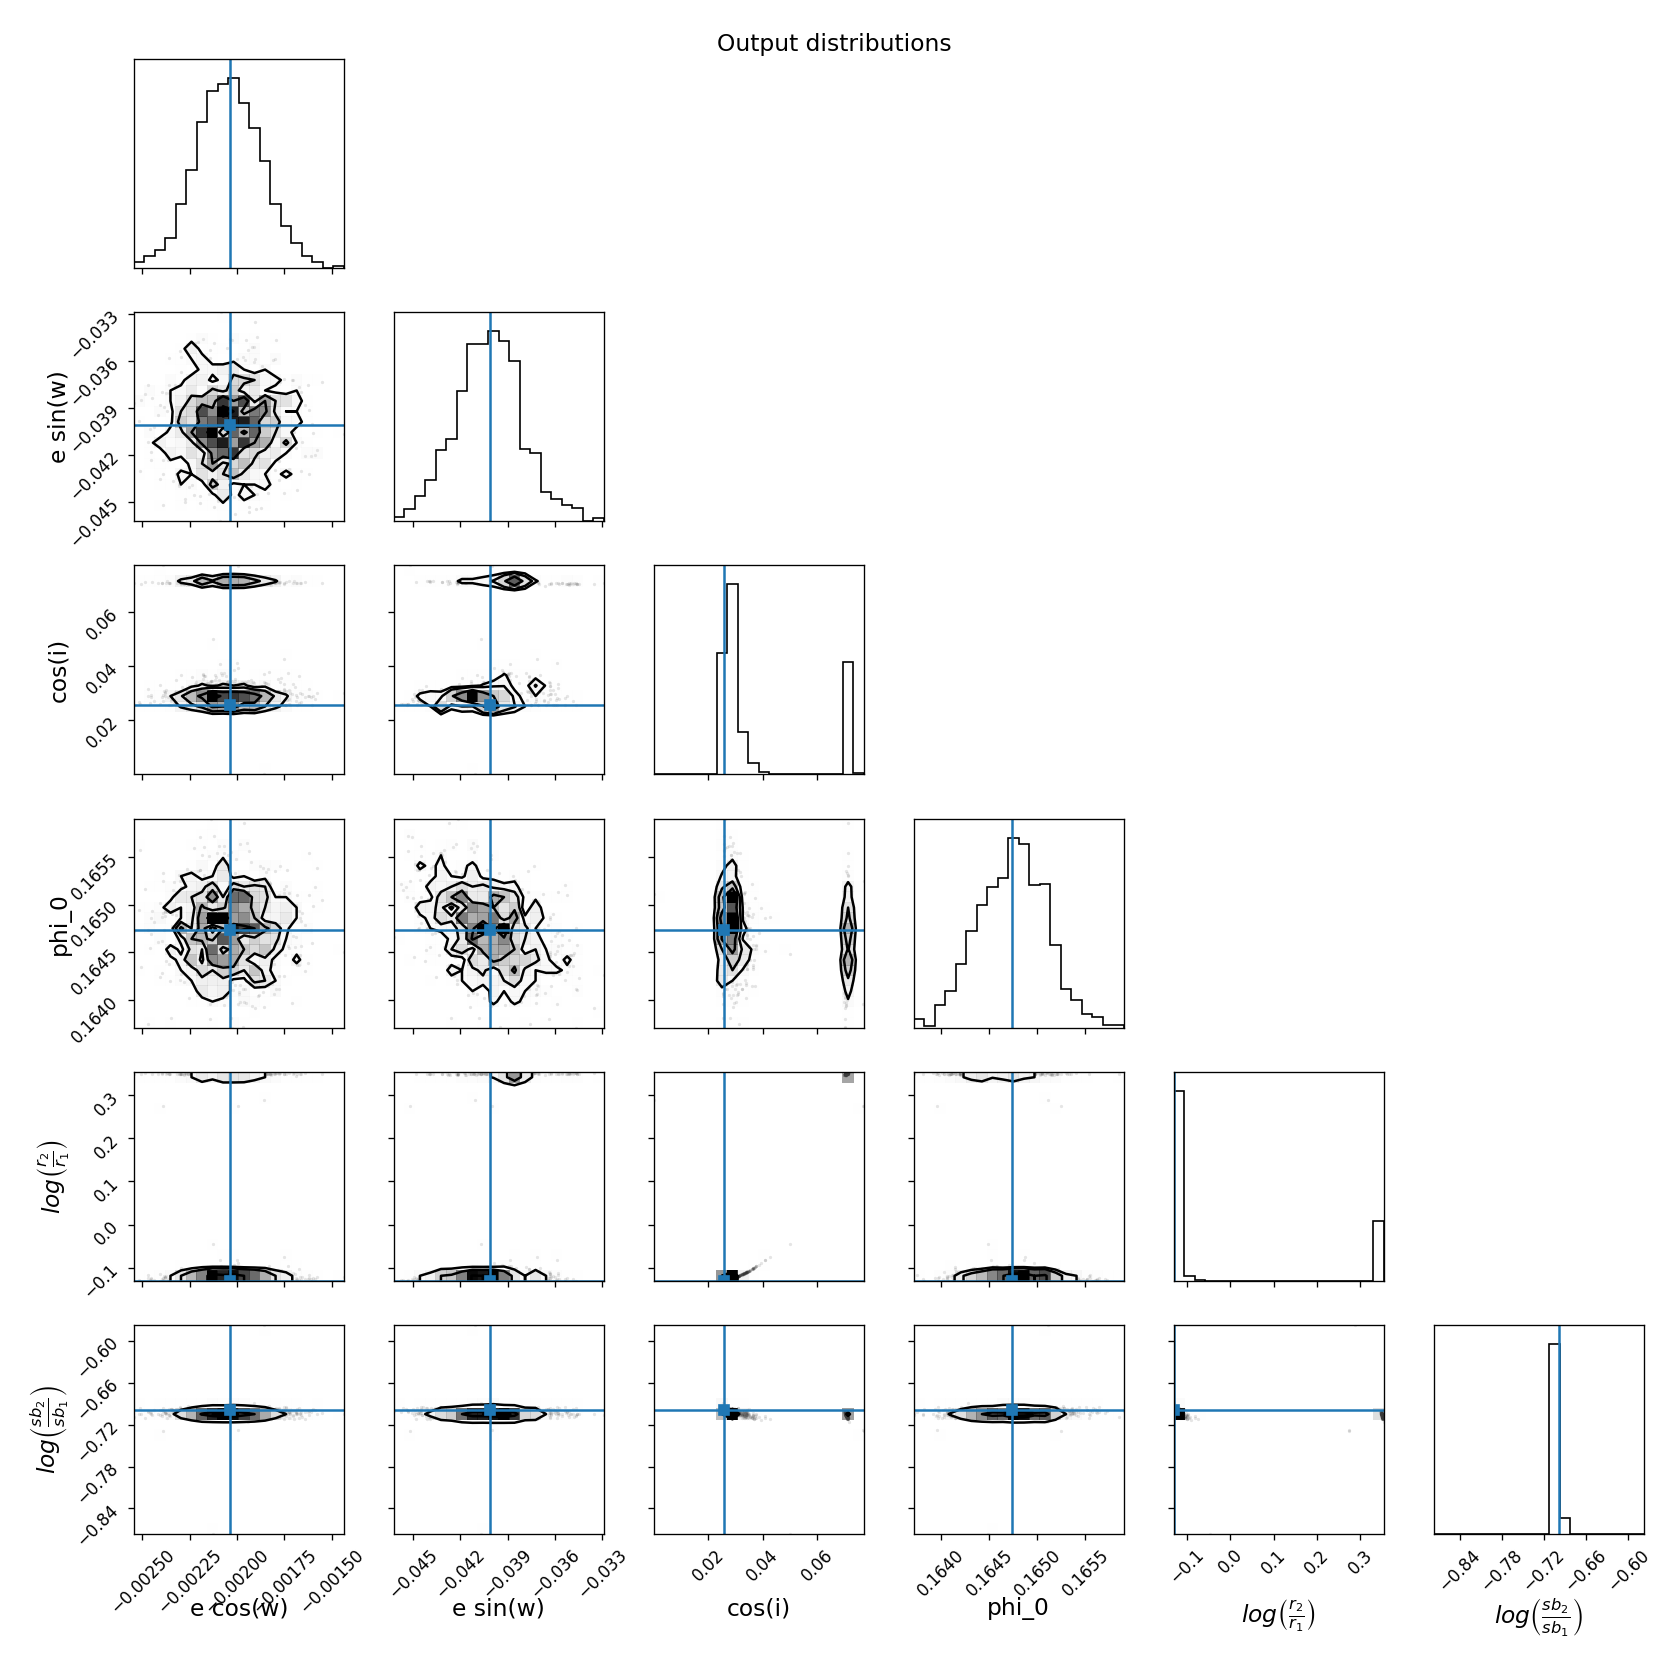 Output distributions
−0.033
−0.036
−0.039
−0.042
−0.045
e sin(w)
0.06
0.04
0.02
cos(i)
0.1655
0.1650
0.1645
0.1640
phi_0
0.3
0.2
0.1
0.0
−0.1
log(r₂/r₁)
−0.60
−0.66
−0.72
−0.78
−0.84
log(sb₂/sb₁)
−0.00250 −0.00225 −0.00200 −0.00175 −0.00150
e cos(w)
−0.045 −0.042 −0.039 −0.036 −0.033
e sin(w)
0.02 0.04 0.06
cos(i)
0.1640 0.1645 0.1650 0.1655
phi_0
−0.1 0.0 0.1 0.2 0.3
log(r₂/r₁)
−0.84 −0.78 −0.72 −0.66 −0.60
log(sb₂/sb₁)